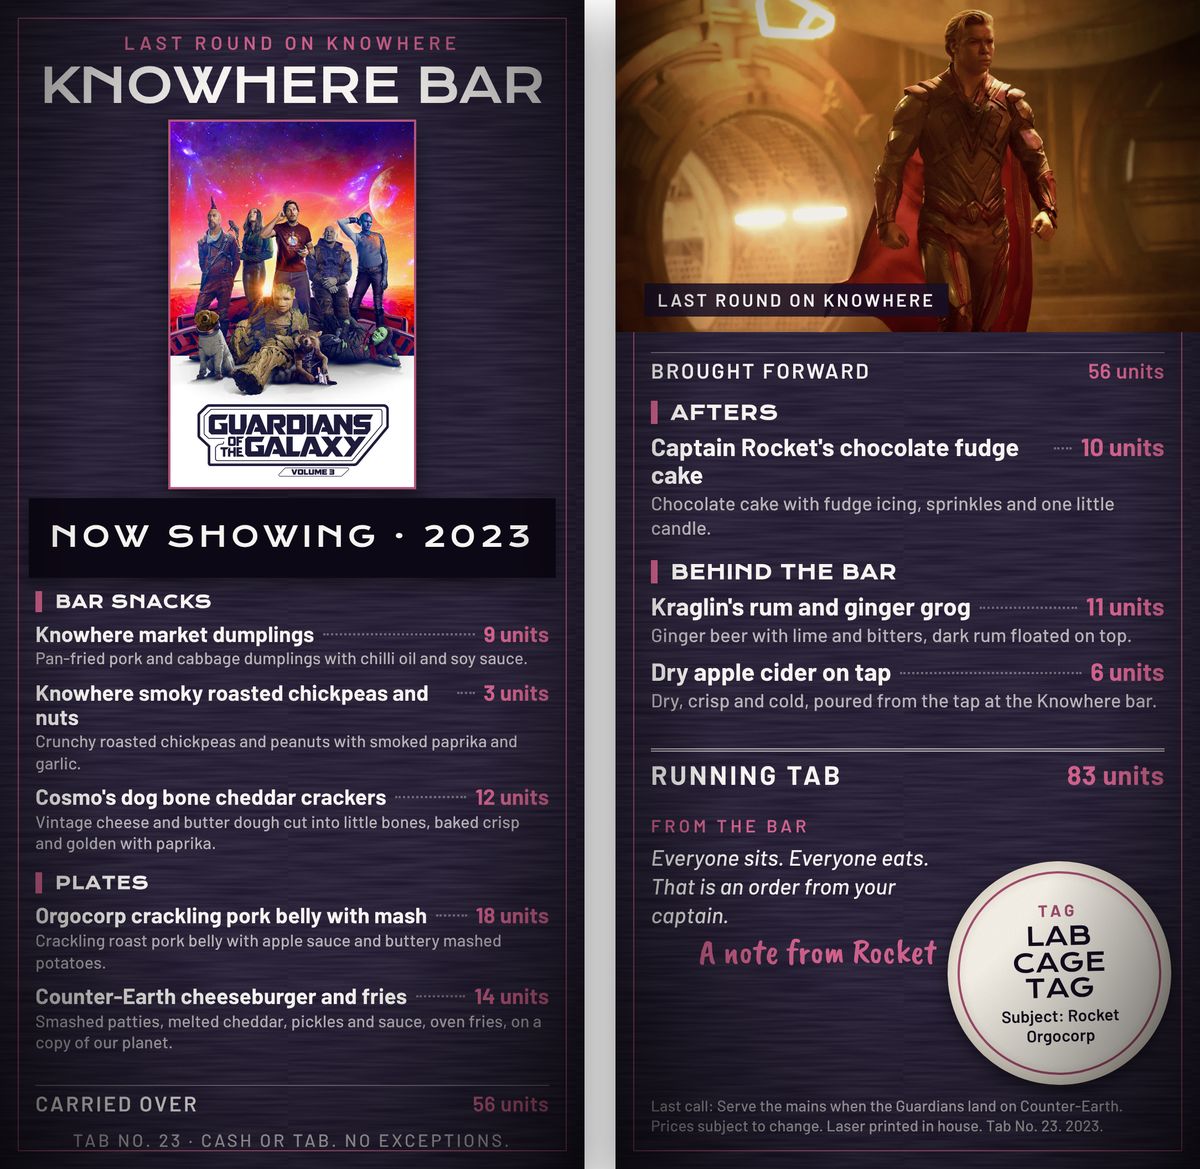 LAST ROUND ON KNOWHERE
KNOWHERE BAR
GUARDIANS
OF THE GALAXY
VOLUME 3
NOW SHOWING · 2023
BAR SNACKS
Knowhere market dumplings 9 units
Pan-fried pork and cabbage dumplings with chilli oil and soy sauce.
Knowhere smoky roasted chickpeas and 3 units
nuts
Crunchy roasted chickpeas and peanuts with smoked paprika and
garlic.
Cosmo's dog bone cheddar crackers 12 units
Vintage cheese and butter dough cut into little bones, baked crisp
and golden with paprika.
PLATES
Orgocorp crackling pork belly with mash 18 units
Crackling roast pork belly with apple sauce and buttery mashed
potatoes.
Counter-Earth cheeseburger and fries 14 units
Smashed patties, melted cheddar, pickles and sauce, oven fries, on a
copy of our planet.
CARRIED OVER 56 units
TAB NO. 23 · CASH OR TAB. NO EXCEPTIONS.
LAST ROUND ON KNOWHERE
BROUGHT FORWARD 56 units
AFTERS
Captain Rocket's chocolate fudge 10 units
cake
Chocolate cake with fudge icing, sprinkles and one little
candle.
BEHIND THE BAR
Kraglin's rum and ginger grog 11 units
Ginger beer with lime and bitters, dark rum floated on top.
Dry apple cider on tap 6 units
Dry, crisp and cold, poured from the tap at the Knowhere bar.
RUNNING TAB 83 units
FROM THE BAR
Everyone sits. Everyone eats.
That is an order from your
captain.
A note from Rocket
TAG
LAB
CAGE
TAG
Subject: Rocket
Orgocorp
Last call: Serve the mains when the Guardians land on Counter-Earth.
Prices subject to change. Laser printed in house. Tab No. 23. 2023.